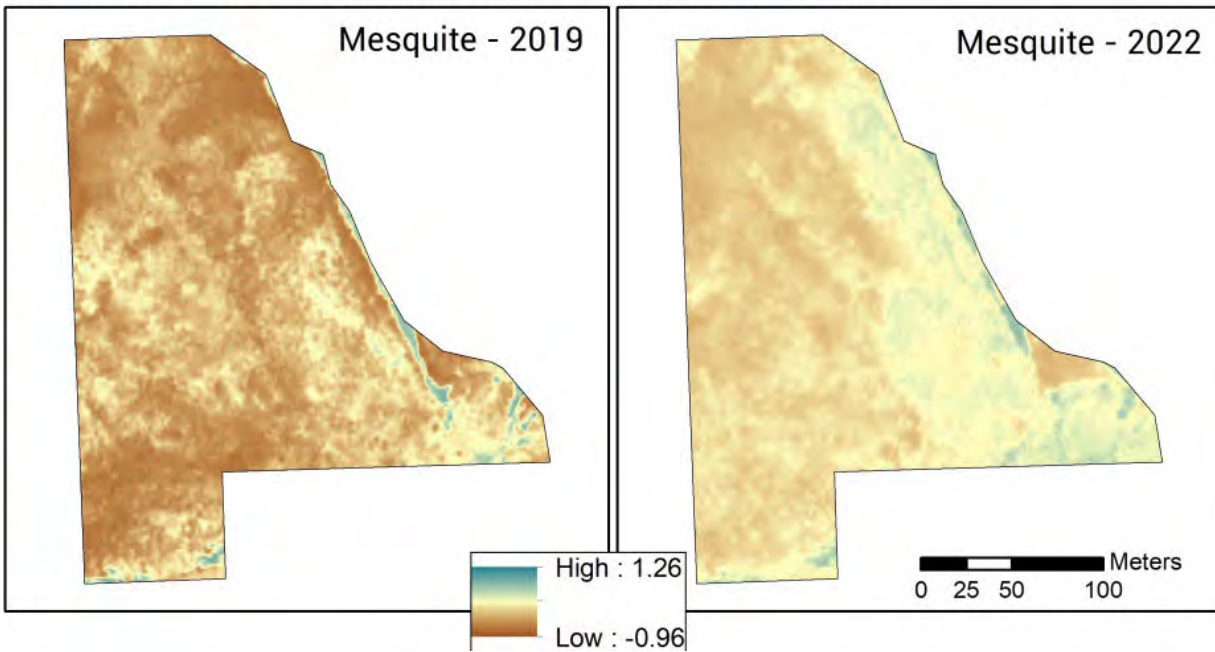 Mesquite - 2019
Mesquite - 2022
High : 1.26
Low : -0.96
Meters
0 25 50 100